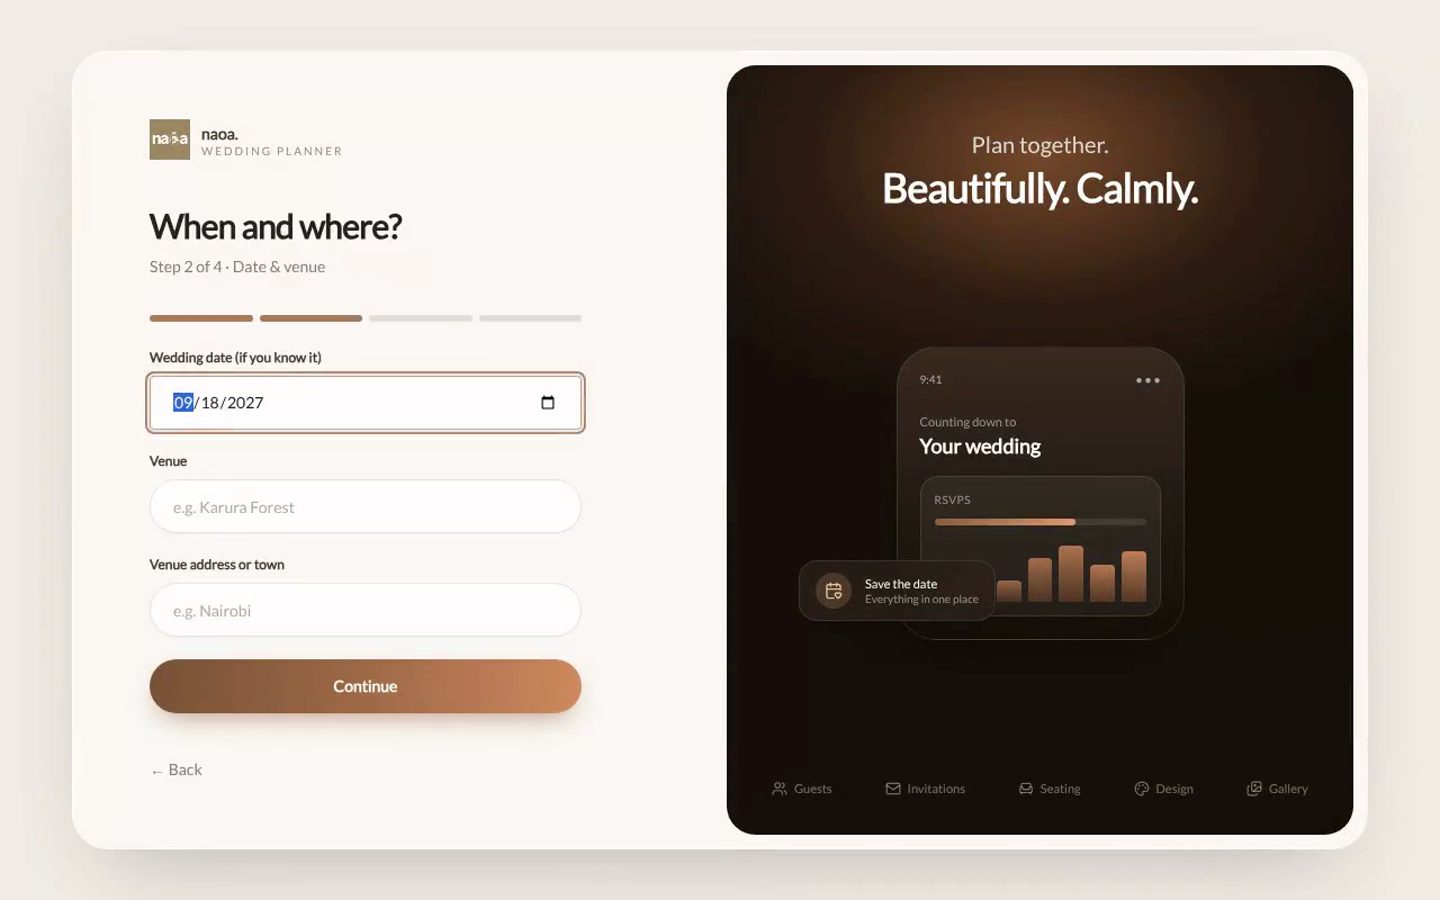 naoa
naoa.
WEDDING PLANNER
When and where?
Step 2 of 4 · Date & venue
Wedding date (if you know it)
09/18/2027
Venue
e.g. Karura Forest
Venue address or town
e.g. Nairobi
Continue
← Back
Plan together.
Beautifully. Calmly.
9:41
Counting down to
Your wedding
RSVPS
Save the date
Everything in one place
Guests
Invitations
Seating
Design
Gallery